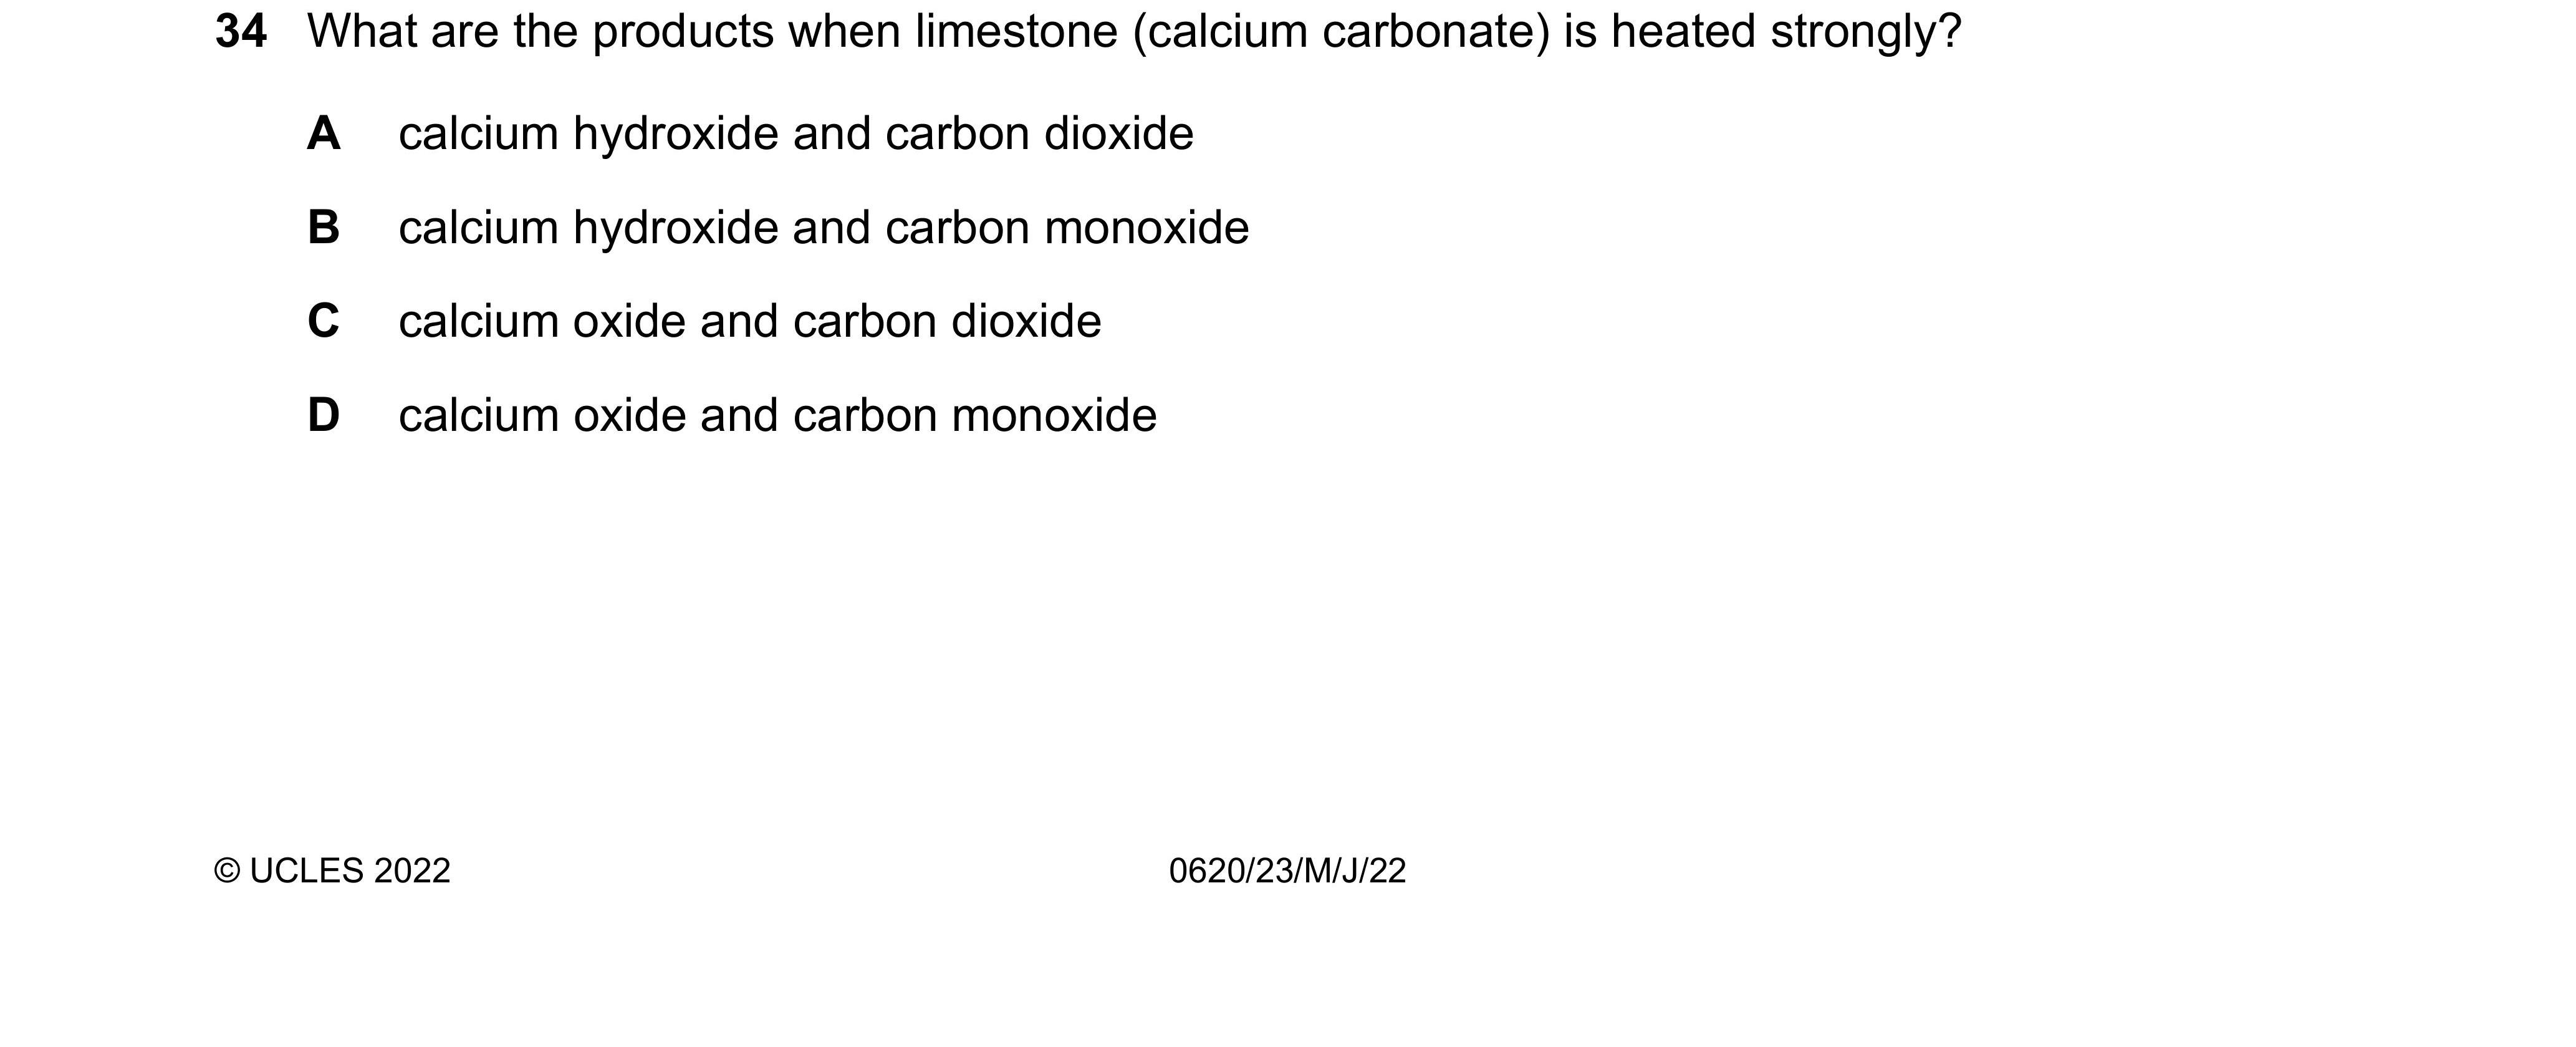 34 What are the products when limestone (calcium carbonate) is heated strongly?
A calcium hydroxide and carbon dioxide
B calcium hydroxide and carbon monoxide
C calcium oxide and carbon dioxide
D calcium oxide and carbon monoxide
© UCLES 2022 0620/23/M/J/22